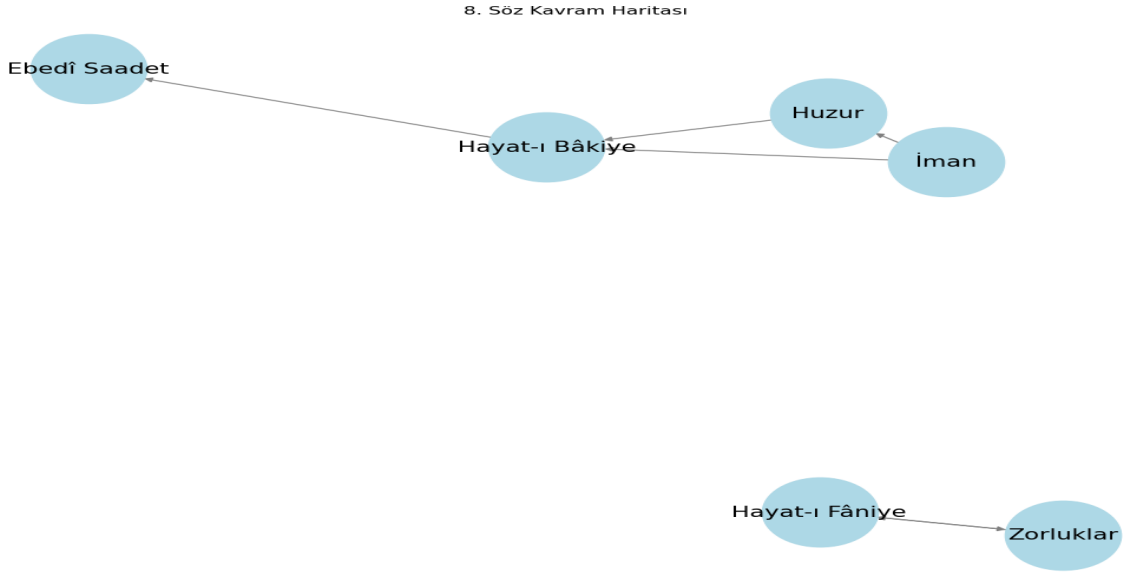 8. Söz Kavram Haritası
Ebedî Saadet
Huzur
Hayat-ı Bâkiye
İman
Hayat-ı Fâniye
Zorluklar